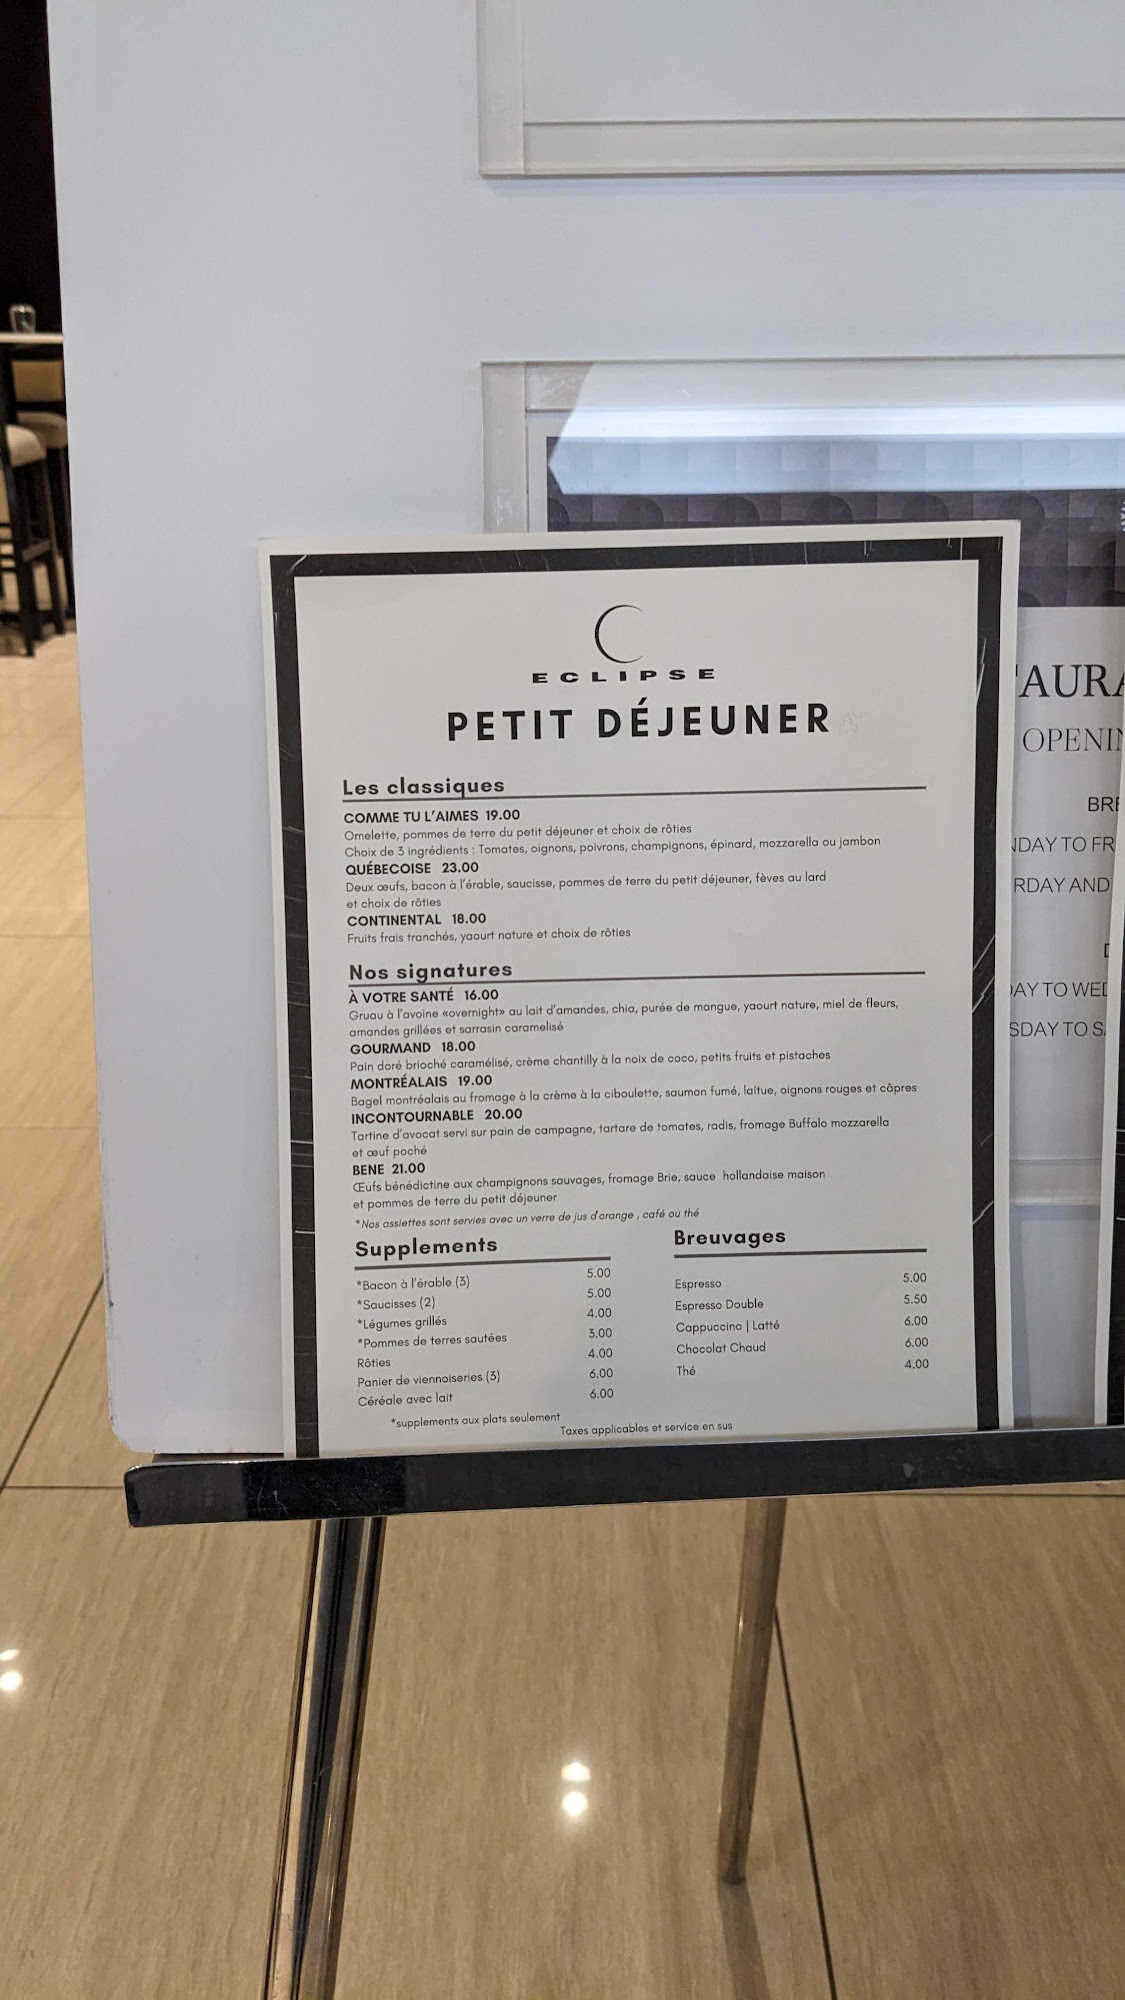 ECLIPSE
PETIT DÉJEUNER
Les classiques
COMME TU L'AIMES 19.00
Omelette, pommes de terre du petit déjeuner et choix de rôties
Choix de 3 ingrédients : Tomates, oignons, poivrons, champignons, épinard, mozzarella ou jambon
QUÉBECOISE 23.00
Deux œufs, bacon à l'érable, saucisse, pommes de terre du petit déjeuner, fèves au lard
et choix de rôties
CONTINENTAL 18.00
Fruits frais tranchés, yaourt nature et choix de rôties
Nos signatures
À VOTRE SANTÉ 16.00
Gruau à l'avoine «overnight» au lait d'amandes, chia, purée de mangue, yaourt nature, miel de fleurs,
amandes grillées et sarrasin caramelisé
GOURMAND 18.00
Pain doré brioché caramélisé, crème chantilly à la noix de coco, petits fruits et pistaches
MONTRÉALAIS 19.00
Bagel montréalais au fromage à la crème à la ciboulette, saumon fumé, laitue, oignons rouges et câpres
INCONTOURNABLE 20.00
Tartine d'avocat servi sur pain de campagne, tartare de tomates, radis, fromage Buffalo mozzarella
et œuf poché
BENE 21.00
Œufs bénédictine aux champignons sauvages, fromage Brie, sauce hollandaise maison
et pommes de terre du petit déjeuner
*Nos assiettes sont servies avec un verre de jus d'orange , café ou thé
Supplements
*Bacon à l'érable (3) 5.00
*Saucisses (2) 5.00
*Légumes grillés 4.00
*Pommes de terres sautées 3.00
Rôties 4.00
Panier de viennoiseries (3) 6.00
Céréale avec lait 6.00
*supplements aux plats seulement
Breuvages
Espresso 5.00
Espresso Double 5.50
Cappuccino | Latté 6.00
Chocolat Chaud 6.00
Thé 4.00
Taxes applicables et service en sus
TAURA
OPENIN
BRE
NDAY TO FR
RDAY AND
D
DAY TO WED
SDAY TO SA